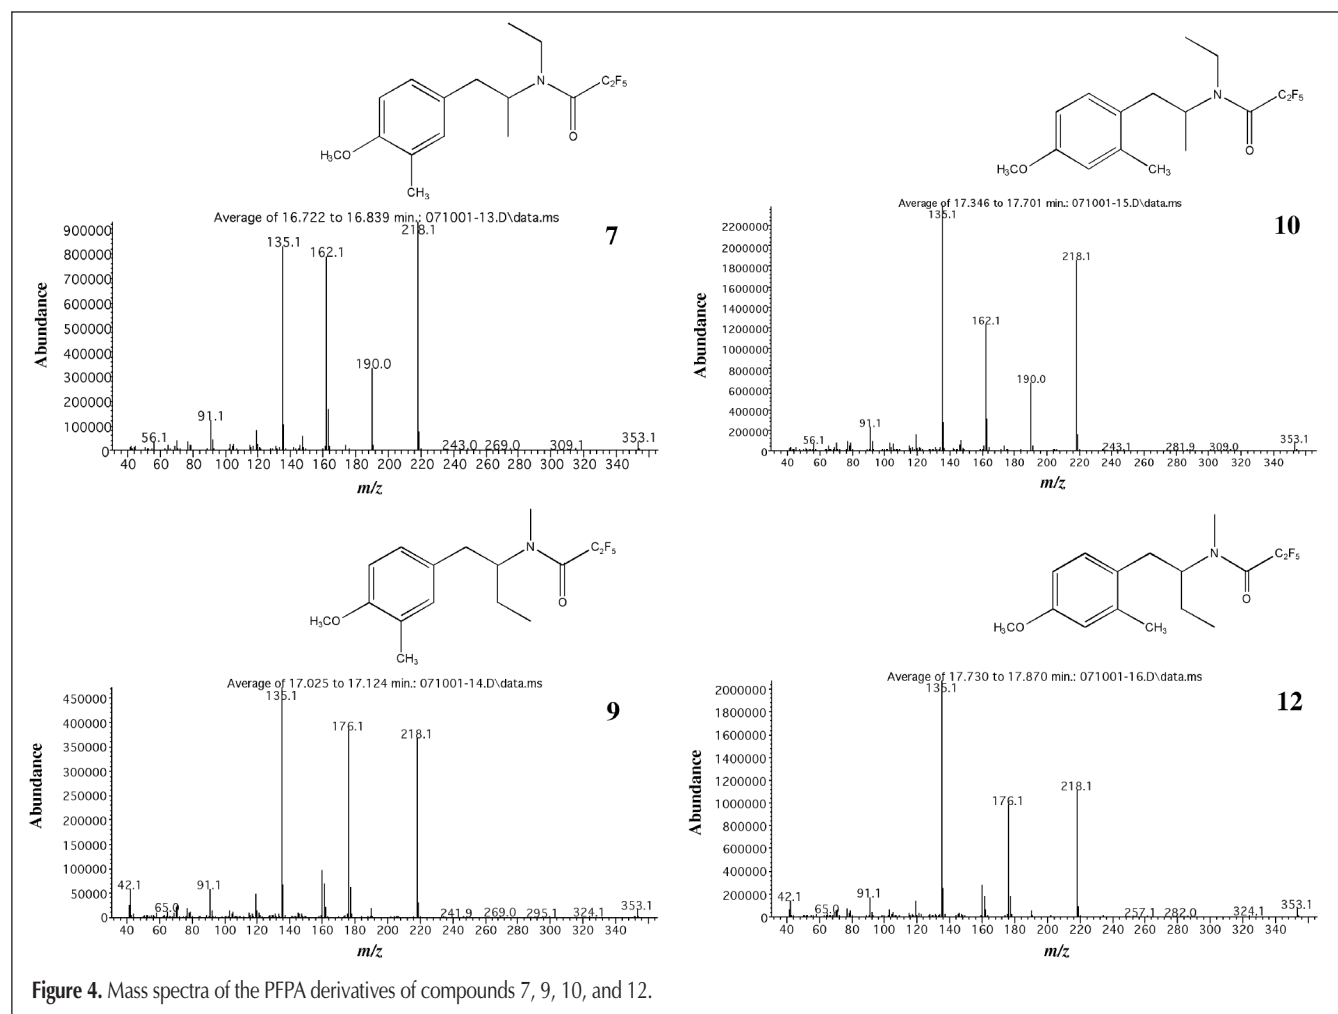 N
C₂F₅
O
H₃CO
CH₃
Average of 16.722 to 16.839 min.: 071001-13.D\data.ms
7
Abundance
900000
800000
700000
600000
500000
400000
300000
200000
100000
0
135.1
162.1
218.1
190.0
91.1
56.1
243.0 269.0 309.1 353.1
40 60 80 100 120 140 160 180 200 220 240 260 280 300 320 340
m/z
N
C₂F₅
O
H₃CO
CH₃
Average of 17.346 to 17.701 min.: 071001-15.D\data.ms
10
Abundance
2200000
2000000
1800000
1600000
1400000
1200000
1000000
800000
600000
400000
200000
0
135.1
218.1
162.1
190.0
91.1
56.1
243.1 281.9 309.0 353.1
40 60 80 100 120 140 160 180 200 220 240 260 280 300 320 340
m/z
N
C₂F₅
O
H₃CO
CH₃
Average of 17.025 to 17.124 min.: 071001-14.D\data.ms
9
Abundance
450000
400000
350000
300000
250000
200000
150000
100000
50000
0
135.1
176.1
218.1
42.1
91.1
65.0
241.9 269.0 295.1 324.1 353.1
40 60 80 100 120 140 160 180 200 220 240 260 280 300 320 340
m/z
N
C₂F₅
O
H₃CO
CH₃
Average of 17.730 to 17.870 min.: 071001-16.D\data.ms
12
Abundance
2000000
1800000
1600000
1400000
1200000
1000000
800000
600000
400000
200000
0
135.1
218.1
176.1
91.1
42.1
65.0
257.1 282.0 324.1 353.1
40 60 80 100 120 140 160 180 200 220 240 260 280 300 320 340
m/z
Figure 4. Mass spectra of the PFPA derivatives of compounds 7, 9, 10, and 12.